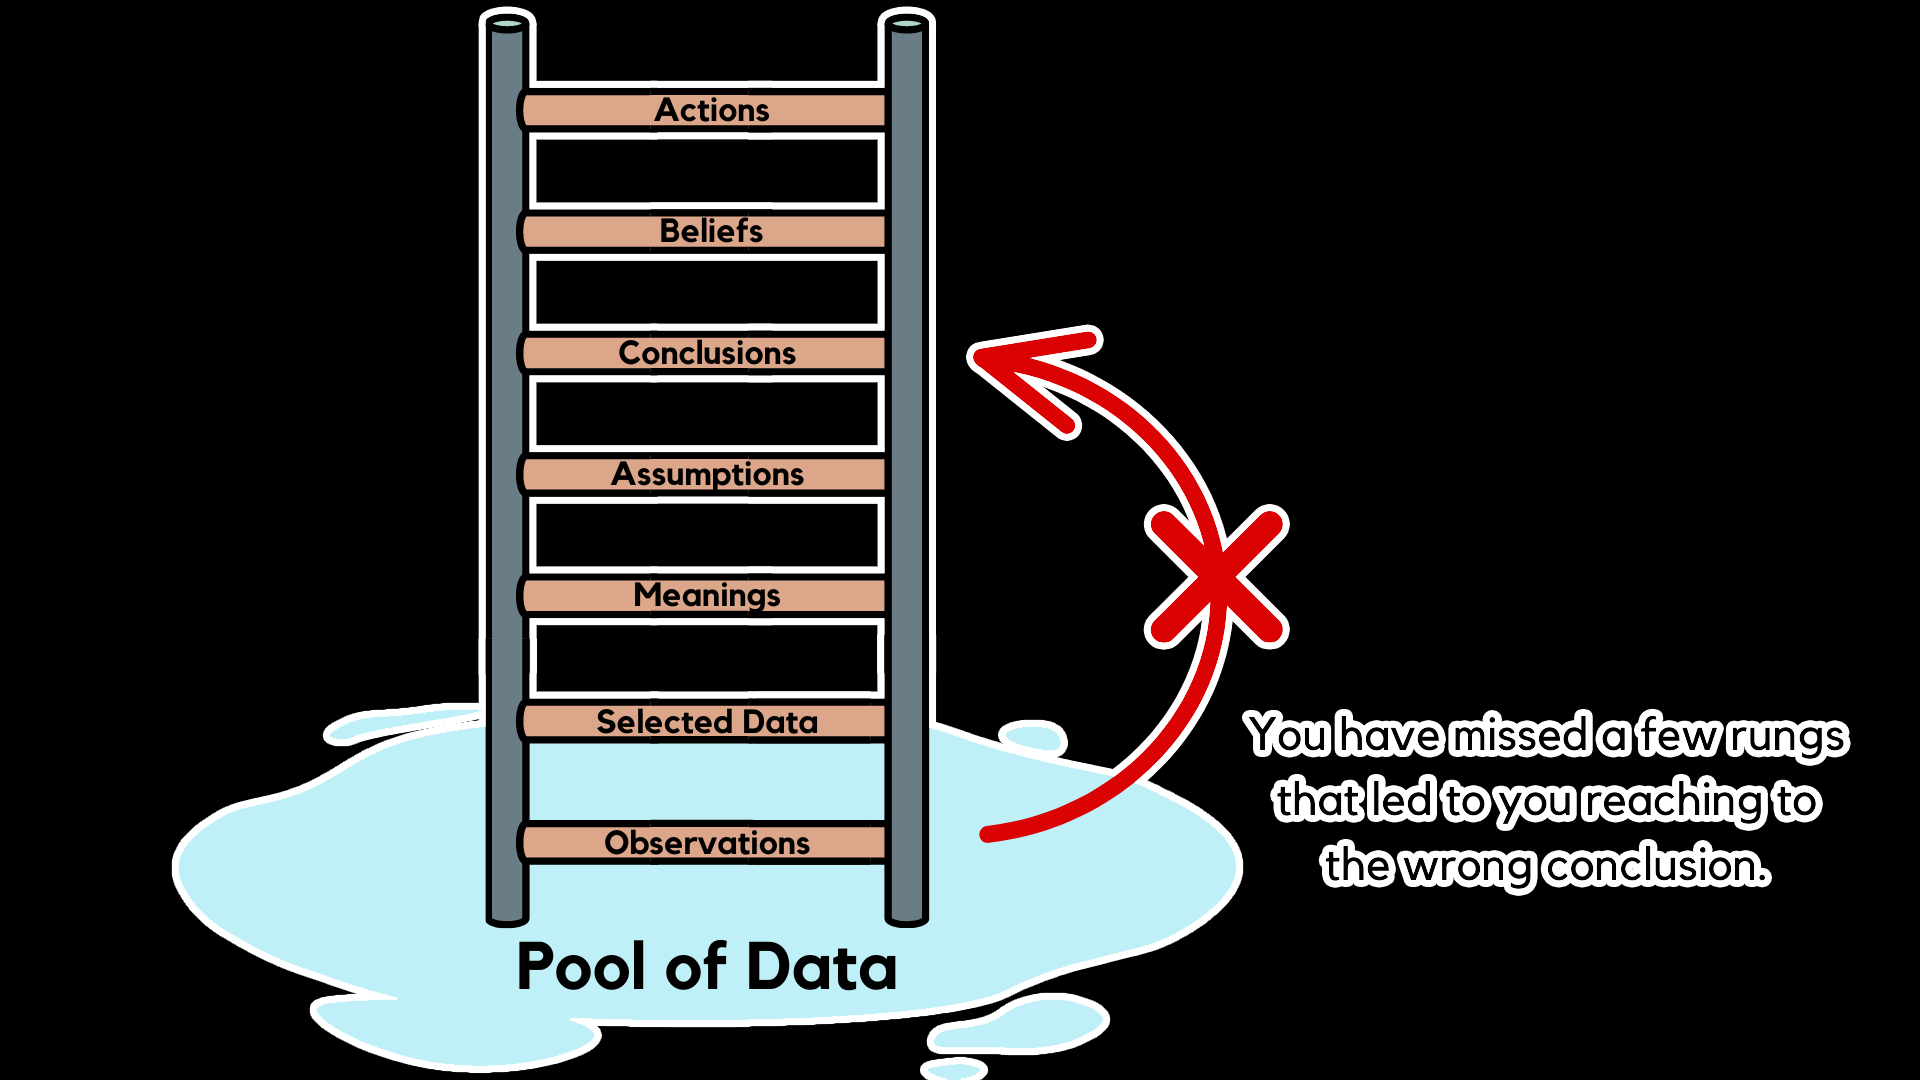 Actions
Beliefs
Conclusions
Assumptions
Meanings
Selected Data
Observations
Pool of Data
You have missed a few rungs
that led to you reaching to
the wrong conclusion.